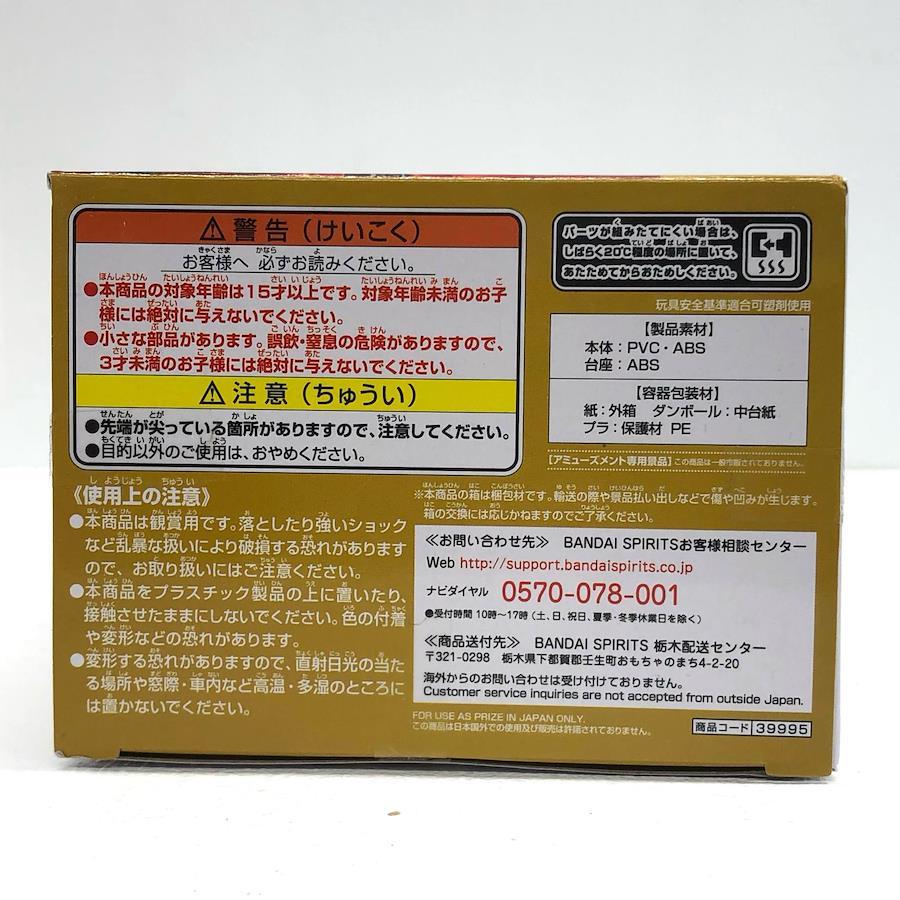 ⚠警告(けいこく)
お客様へ 必ずお読みください。
●本商品の対象年齢は15才以上です。対象年齢未満のお子
様には絶対に与えないでください。
●小さな部品があります。誤飲・窒息の危険がありますので、
3才未満のお子様には絶対に与えないでください。
⚠注意(ちゅうい)
●先端が尖っている箇所がありますので、注意してください。
●目的以外のご使用は、おやめください。
《使用上の注意》
●本商品は観賞用です。落としたり強いショック
など乱暴な扱いにより破損する恐れがあります
ので、お取り扱いにはご注意ください。
●本商品をプラスチック製品の上に置いたり、
接触させたままにしないでください。色の付着
や変形などの恐れがあります。
●変形する恐れがありますので、直射日光の当た
る場所や窓際・車内など高温・多湿のところに
は置かないでください。
パーツが組みたてにくい場合は、
しばらく20℃程度の場所に置いて、
あたためてからおためしください。
玩具安全基準適合可塑剤使用
【製品素材】
本体:PVC・ABS
台座:ABS
【容器包装材】
紙:外箱 ダンボール:中台紙
プラ:保護材 PE
【アミューズメント専用景品】この商品は一般市販されておりません。
※本商品の箱は梱包材です。輸送の際や景品払い出しなどで傷や凹みが生じます。
箱の交換には応じかねますのでご了承ください。
≪お問い合わせ先≫ BANDAI SPIRITSお客様相談センター
Web http://support.bandaispirits.co.jp
ナビダイヤル 0570-078-001
●受付時間 10時〜17時(土、日、祝日、夏季・冬季休業日を除く)
≪商品送付先≫ BANDAI SPIRITS 栃木配送センター
〒321-0298 栃木県下都賀郡壬生町おもちゃのまち4-2-20
海外からのお問い合わせは受け付けておりません。
Customer service inquiries are not accepted from outside Japan.
FOR USE AS PRIZE IN JAPAN ONLY.
この商品は日本国外での使用及び販売は許諾されておりません。
商品コード 39995